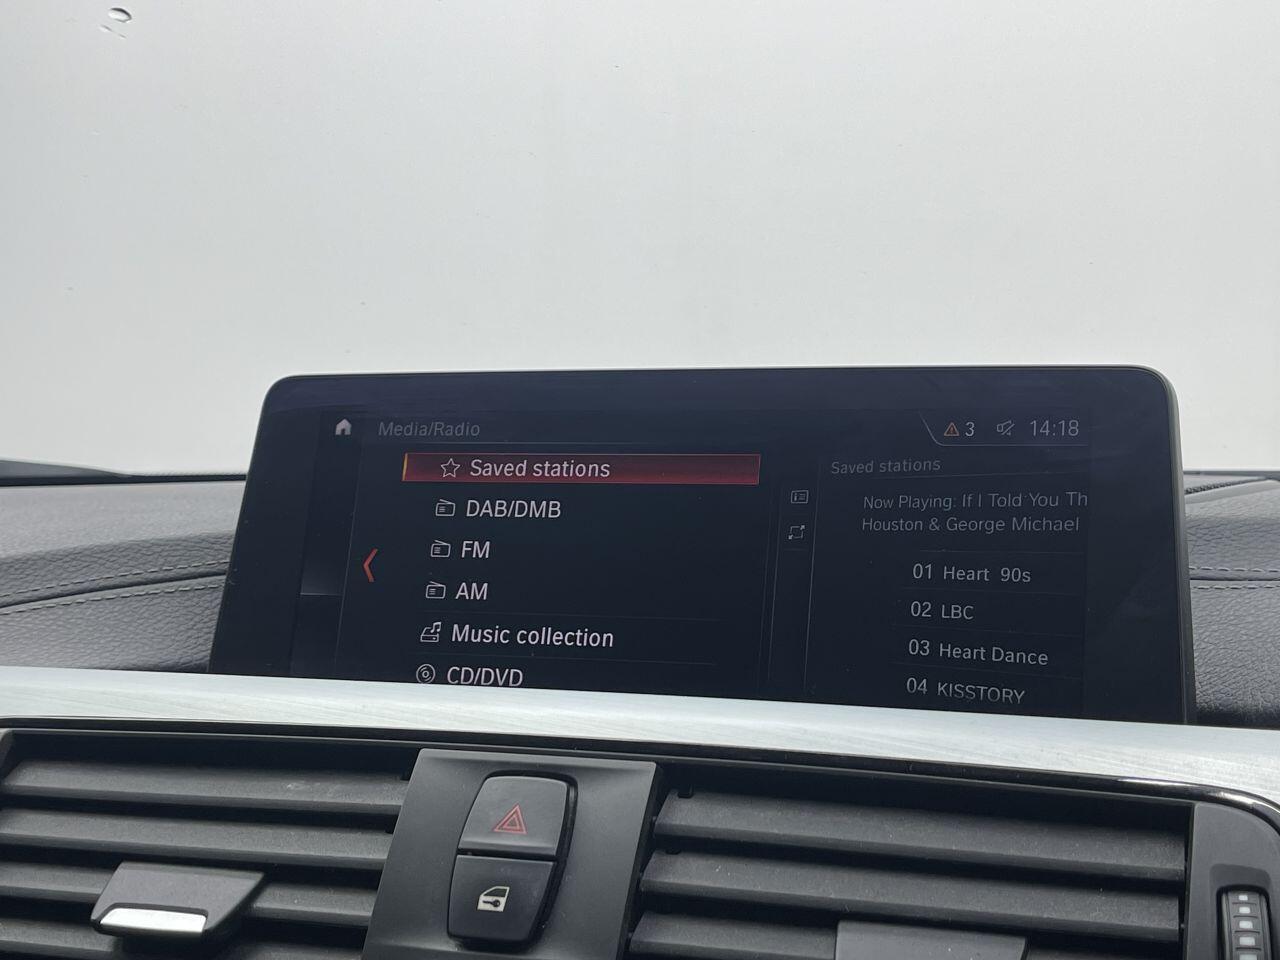 Media/Radio
3
14:18
Saved stations
DAB/DMB
FM
AM
Music collection
CD/DVD
Saved stations
Now Playing: If I Told You Th
Houston & George Michael
01 Heart 90s
02 LBC
03 Heart Dance
04 KISSTORY